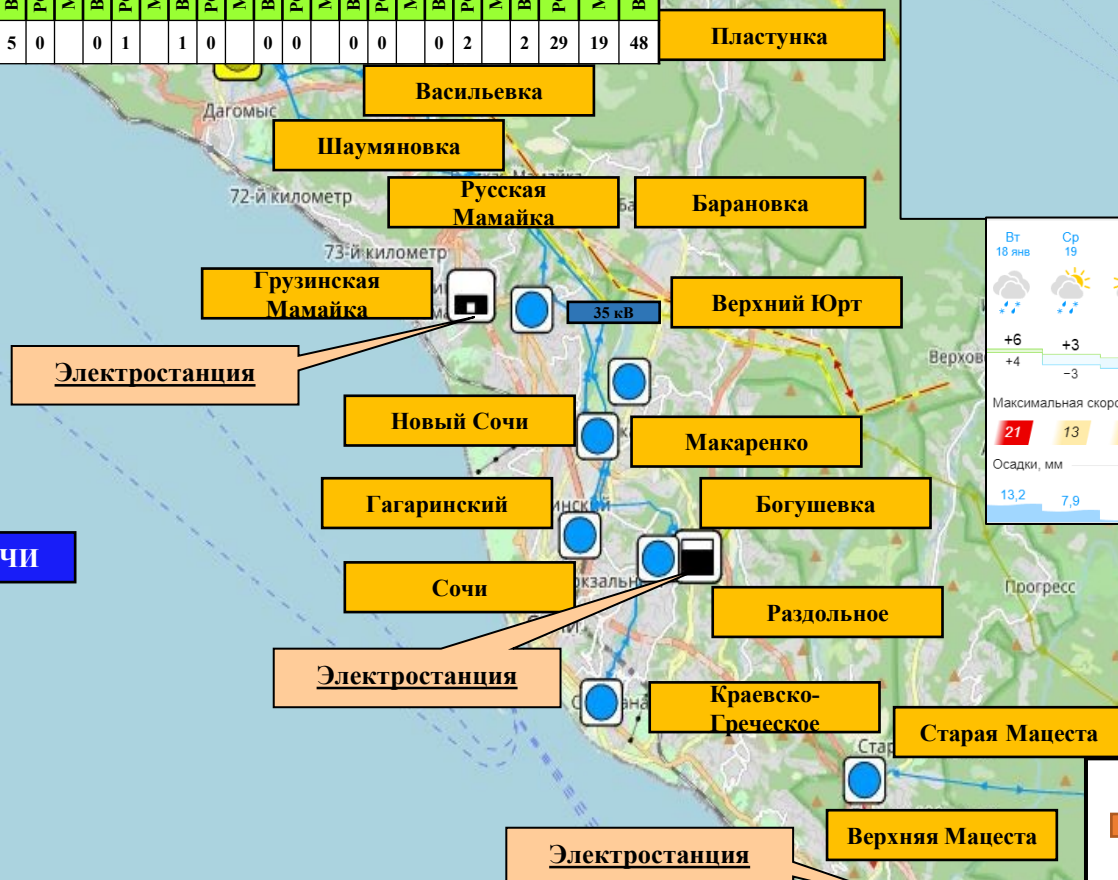 5 0 0 1 1 0 0 0 0 0 0 2 2 29 19 48
Пластунка
Васильевка
Дагомыс
Шаумяновка
72-й километр
Русская
Мамайка
Барановка
73-й километр
Вт
18 янв
Ср
19
Грузинская
Мамайка
35 кВ
Верхний Юрт
+6
+4
+3
−3
Электростанция
Максимальная
21
13
Новый Сочи
Макаренко
Осадки, мм
13,2
7,9
Гагаринский
Богушевка
ЧИ
Сочи
Прогресс
Раздольное
Электростанция
Краевско-
Греческое
Старая Мацеста
Верхняя Мацеста
Электростанция